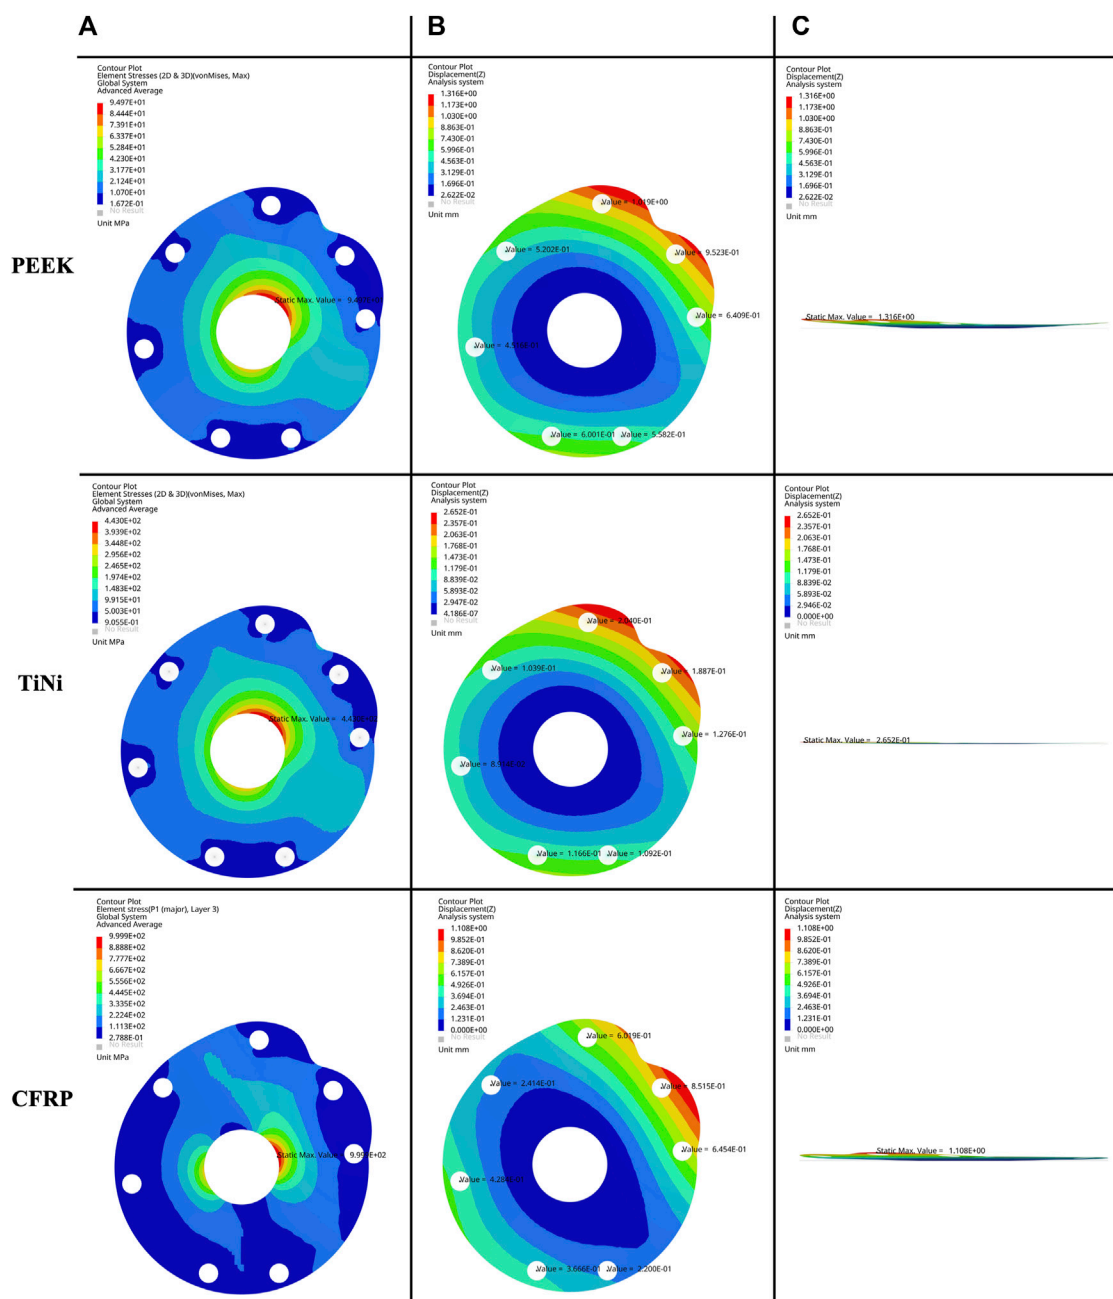 A
B
C
PEEK
Contour Plot
Element Stresses (2D & 3D)(vonMises, Max)
Global System
Advanced Average
9.497E+01
8.444E+01
7.391E+01
6.337E+01
5.284E+01
4.230E+01
3.177E+01
2.124E+01
1.070E+01
1.672E-01
No Result
Unit MPa
Static Max. Value =
Contour Plot
Displacement(Z)
Analysis system
1.316E+00
1.173E+00
1.030E+00
8.863E-01
7.430E-01
5.996E-01
4.563E-01
3.129E-01
1.696E-01
2.622E-02
No Result
Unit mm
Value = 1.019E+00
Value = 5.202E-01
Value = 9.523E-01
Value = 6.409E-01
Value =
Value = 6.001E-01
Value = 5.582E-01
Contour Plot
Displacement(Z)
Analysis system
1.316E+00
1.173E+00
1.030E+00
8.863E-01
7.430E-01
5.996E-01
4.563E-01
3.129E-01
1.696E-01
2.622E-02
No Result
Unit mm
Static Max. Value = 1.316E+00
TiNi
Contour Plot
Element Stresses (2D & 3D)(vonMises, Max)
Global System
Advanced Average
4.430E+02
3.939E+02
3.448E+02
2.956E+02
2.465E+02
1.974E+02
1.483E+02
9.915E+01
5.003E+01
9.055E-01
No Result
Unit MPa
Static Max. Value = 4.430E+02
Contour Plot
Displacement(Z)
Analysis system
2.652E-01
2.357E-01
2.063E-01
1.768E-01
1.473E-01
1.179E-01
8.839E-02
5.893E-02
2.947E-02
4.186E-07
No Result
Unit mm
Value = 2.040E-01
Value = 1.039E-01
Value = 1.887E-01
Value = 1.276E-01
Value =
Value = 1.166E-01
Value = 1.092E-01
Contour Plot
Displacement(Z)
Analysis system
2.652E-01
2.357E-01
2.063E-01
1.768E-01
1.473E-01
1.179E-01
8.839E-02
5.893E-02
2.946E-02
0.000E+00
No Result
Unit mm
Static Max. Value = 2.652E-01
CFRP
Contour Plot
Element stress(P1 (major), Layer 3)
Global System
Advanced Average
9.999E+02
8.888E+02
7.777E+02
6.667E+02
5.556E+02
4.445E+02
3.335E+02
2.224E+02
1.113E+02
2.788E-01
No Result
Unit MPa
Static Max. Value = 9.999E+02
Contour Plot
Displacement(Z)
Analysis system
1.108E+00
9.852E-01
8.620E-01
7.389E-01
6.157E-01
4.926E-01
3.694E-01
2.463E-01
1.231E-01
0.000E+00
No Result
Unit mm
Value = 6.019E-01
Value = 2.414E-01
Value = 8.515E-01
Value = 6.454E-01
Value =
Value = 3.666E-01
Value = 2.200E-01
Contour Plot
Displacement(Z)
Analysis system
1.108E+00
9.852E-01
8.620E-01
7.389E-01
6.157E-01
4.926E-01
3.694E-01
2.463E-01
1.231E-01
0.000E+00
No Result
Unit mm
Static Max. Value = 1.108E+00